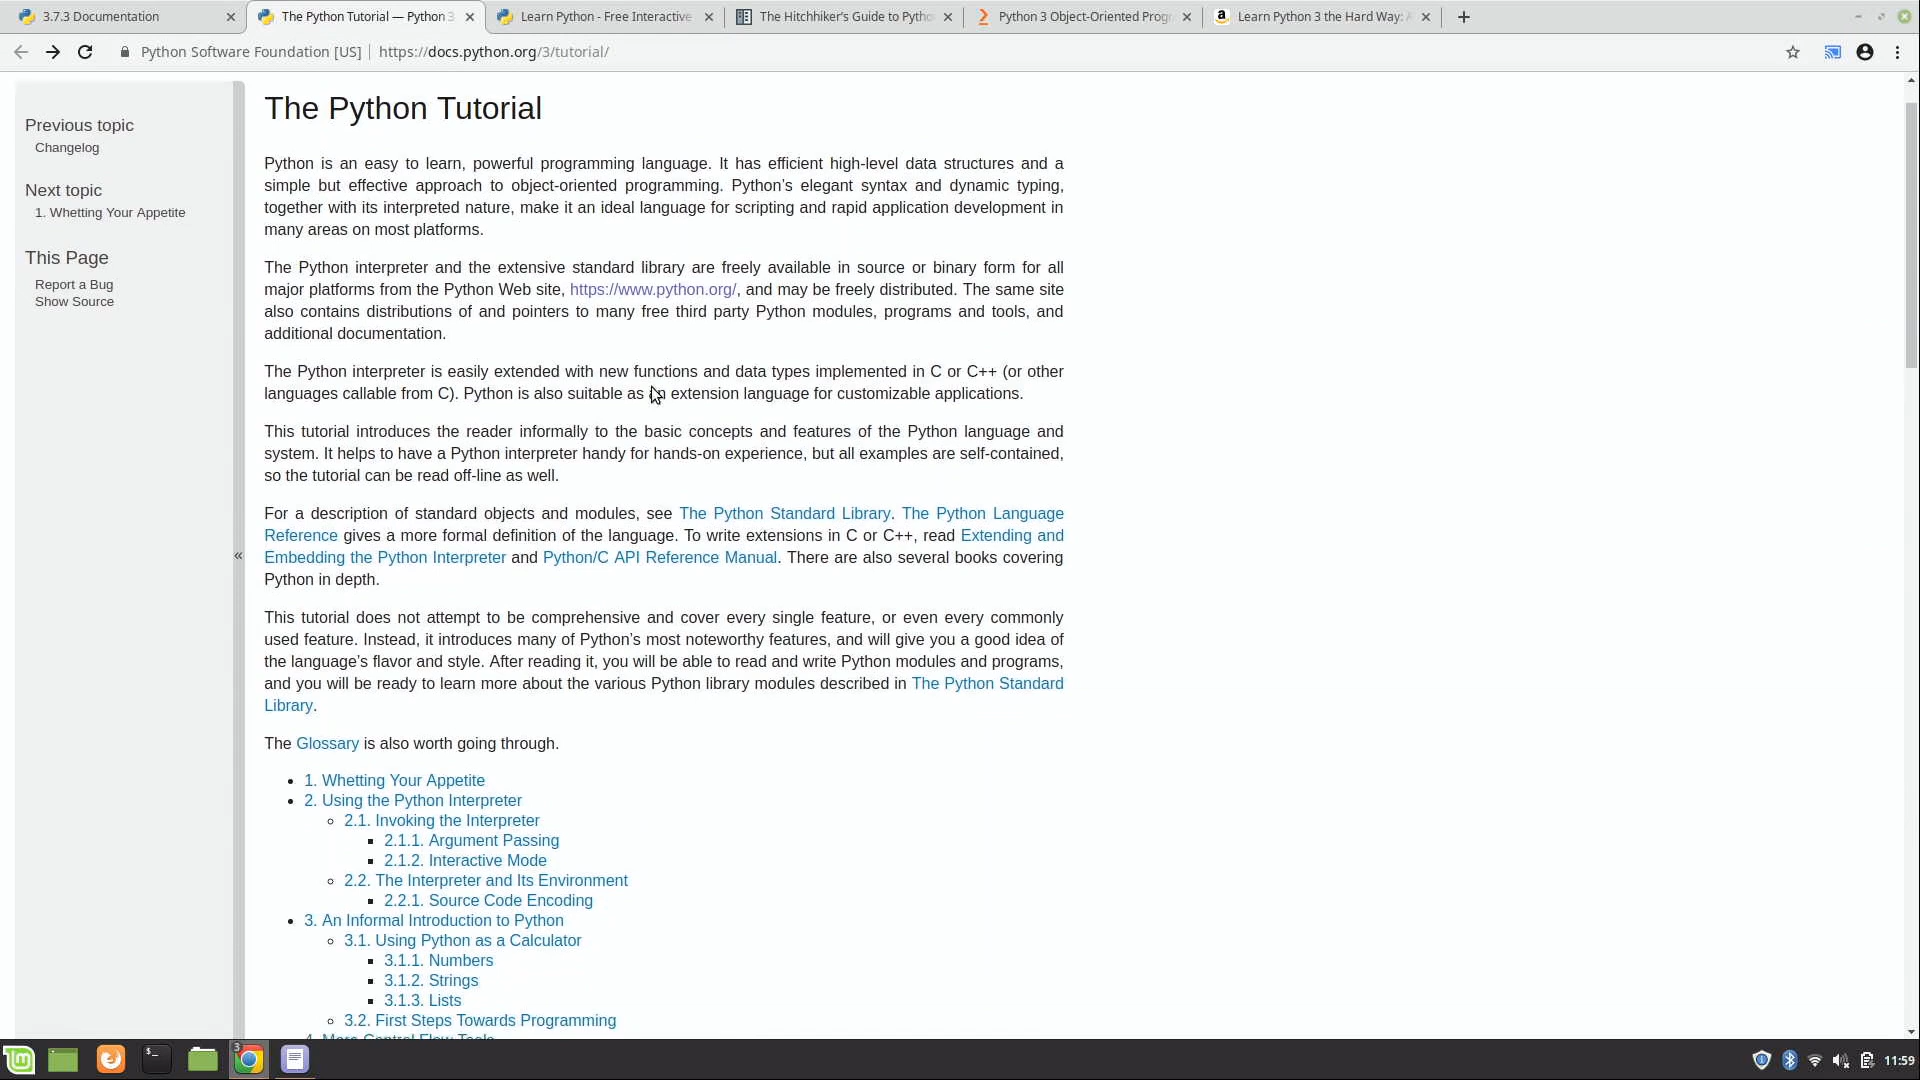 3.7.3 Documentation
The Python Tutorial — Python 3
Learn Python - Free Interactive
The Hitchhiker's Guide to Pytho
Python 3 Object-Oriented Prog
Learn Python 3 the Hard Way:
Python Software Foundation [US]
https://docs.python.org/3/tutorial/
Previous topic
Changelog
Next topic
1. Whetting Your Appetite
This Page
Report a Bug
Show Source
«
The Python Tutorial
Python is an easy to learn, powerful programming language. It has efficient high-level data structures and a
simple but effective approach to object-oriented programming. Python’s elegant syntax and dynamic typing,
together with its interpreted nature, make it an ideal language for scripting and rapid application development in
many areas on most platforms.
The Python interpreter and the extensive standard library are freely available in source or binary form for all
major platforms from the Python Web site, https://www.python.org/, and may be freely distributed. The same site
also contains distributions of and pointers to many free third party Python modules, programs and tools, and
additional documentation.
The Python interpreter is easily extended with new functions and data types implemented in C or C++ (or other
languages callable from C). Python is also suitable as an extension language for customizable applications.
This tutorial introduces the reader informally to the basic concepts and features of the Python language and
system. It helps to have a Python interpreter handy for hands-on experience, but all examples are self-contained,
so the tutorial can be read off-line as well.
For a description of standard objects and modules, see The Python Standard Library. The Python Language
Reference gives a more formal definition of the language. To write extensions in C or C++, read Extending and
Embedding the Python Interpreter and Python/C API Reference Manual. There are also several books covering
Python in depth.
This tutorial does not attempt to be comprehensive and cover every single feature, or even every commonly
used feature. Instead, it introduces many of Python’s most noteworthy features, and will give you a good idea of
the language’s flavor and style. After reading it, you will be able to read and write Python modules and programs,
and you will be ready to learn more about the various Python library modules described in The Python Standard
Library.
The Glossary is also worth going through.
1. Whetting Your Appetite
2. Using the Python Interpreter
2.1. Invoking the Interpreter
2.1.1. Argument Passing
2.1.2. Interactive Mode
2.2. The Interpreter and Its Environment
2.2.1. Source Code Encoding
3. An Informal Introduction to Python
3.1. Using Python as a Calculator
3.1.1. Numbers
3.1.2. Strings
3.1.3. Lists
3.2. First Steps Towards Programming
4. More Control Flow Tools
3
11:59